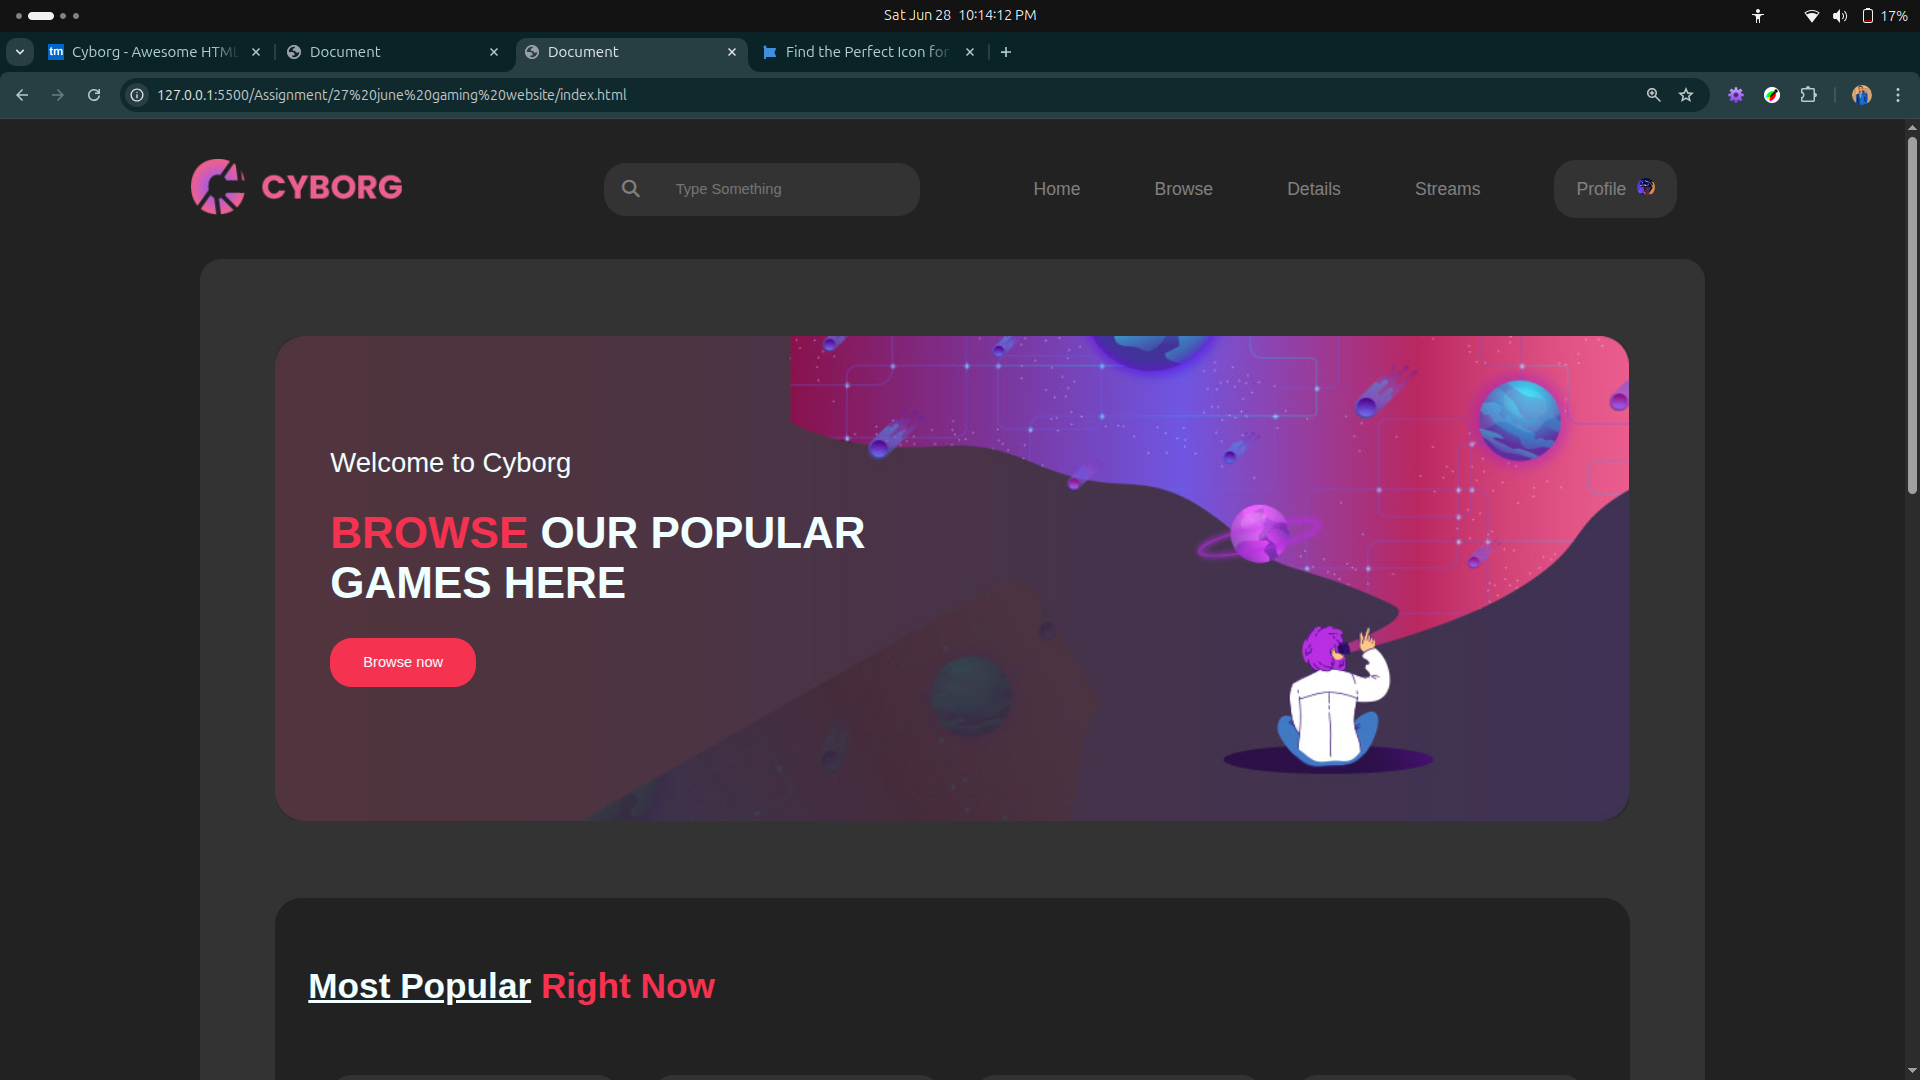 Sat Jun 28 10:14:12 PM
17%
tm Cyborg - Awesome HTML
Document
Document
Find the Perfect Icon for
127.0.0.1:5500/Assignment/27%20june%20gaming%20website/index.html
CYBORG
Type Something
Home
Browse
Details
Streams
Profile
Welcome to Cyborg
BROWSE OUR POPULAR
GAMES HERE
Browse now
Most Popular Right Now